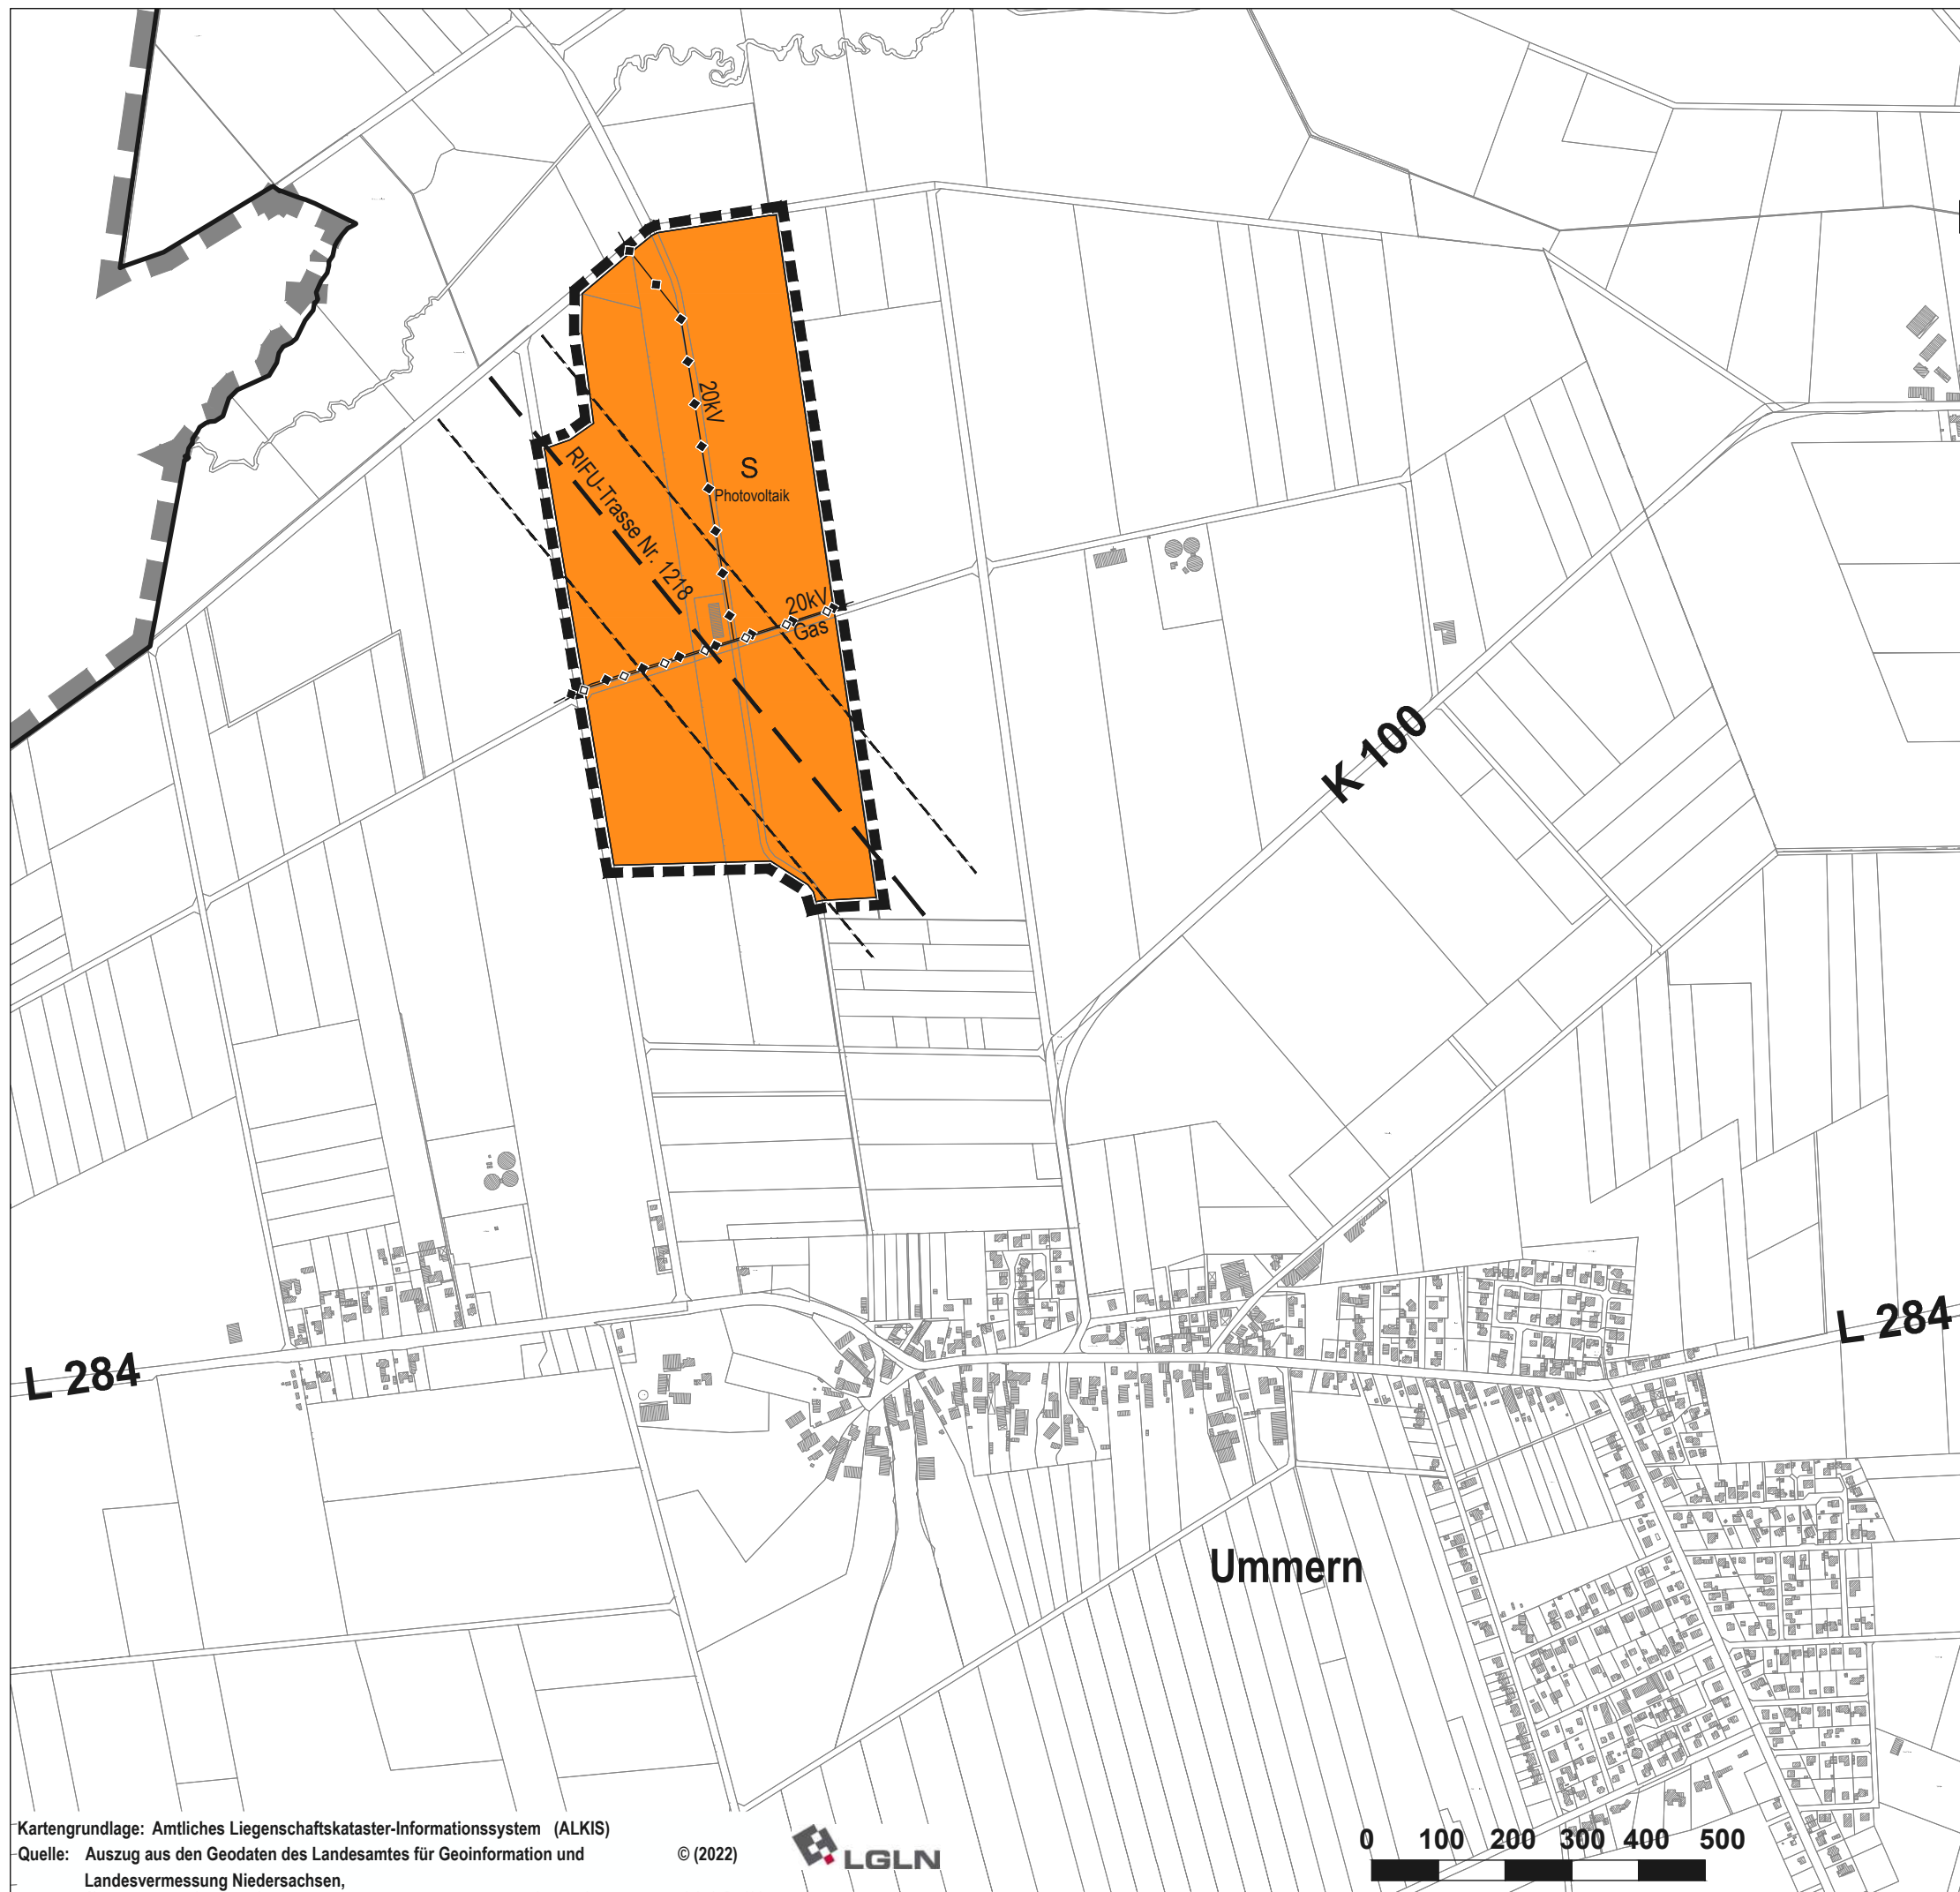 20kV
S
Photovoltaik
RIFU-Trasse Nr. 1218
20kV
Gas
K 100
L 284
L 284
Ummern
Kartengrundlage: Amtliches Liegenschaftskataster-Informationssystem (ALKIS)
Quelle: Auszug aus den Geodaten des Landesamtes für Geoinformation und
Landesvermessung Niedersachsen,
© (2022)
LGLN
0 100 200 300 400 500